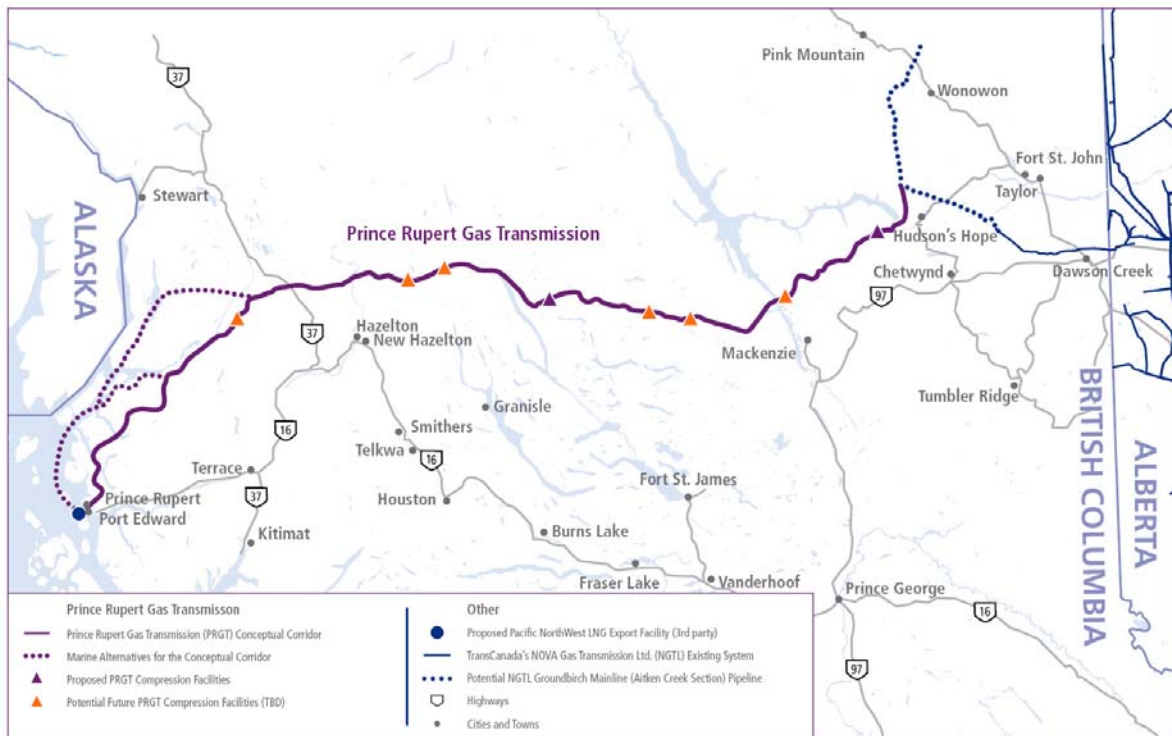 Pink Mountain
37
Wonowon
Fort St. John
Taylor
Stewart
ALASKA
Prince Rupert Gas Transmission
Hudson's Hope
Chetwynd
Dawson Creek
97
Hazelton
New Hazelton
37
Mackenzie
Tumbler Ridge
Granisle
BRITISH COLUMBIA
ALBERTA
16
Smithers
Telkwa
16
Terrace
Fort St. James
37
Houston
Prince Rupert
Port Edward
Kitimat
Burns Lake
Fraser Lake
Vanderhoof
Prince George
16
97
Prince Rupert Gas Transmisson
Prince Rupert Gas Transmission (PRGT) Conceptual Corridor
Marine Alternatives for the Conceptual Corridor
Proposed PRGT Compression Facilities
Potential Future PRGT Compression Facilities (TBD)
Other
Proposed Pacific NorthWest LNG Export Facility (3rd party)
TransCanada's NOVA Gas Transmission Ltd. (NGTL) Existing System
Potential NGTL Groundbirch Mainline (Aitken Creek Section) Pipeline
Highways
Cities and Towns